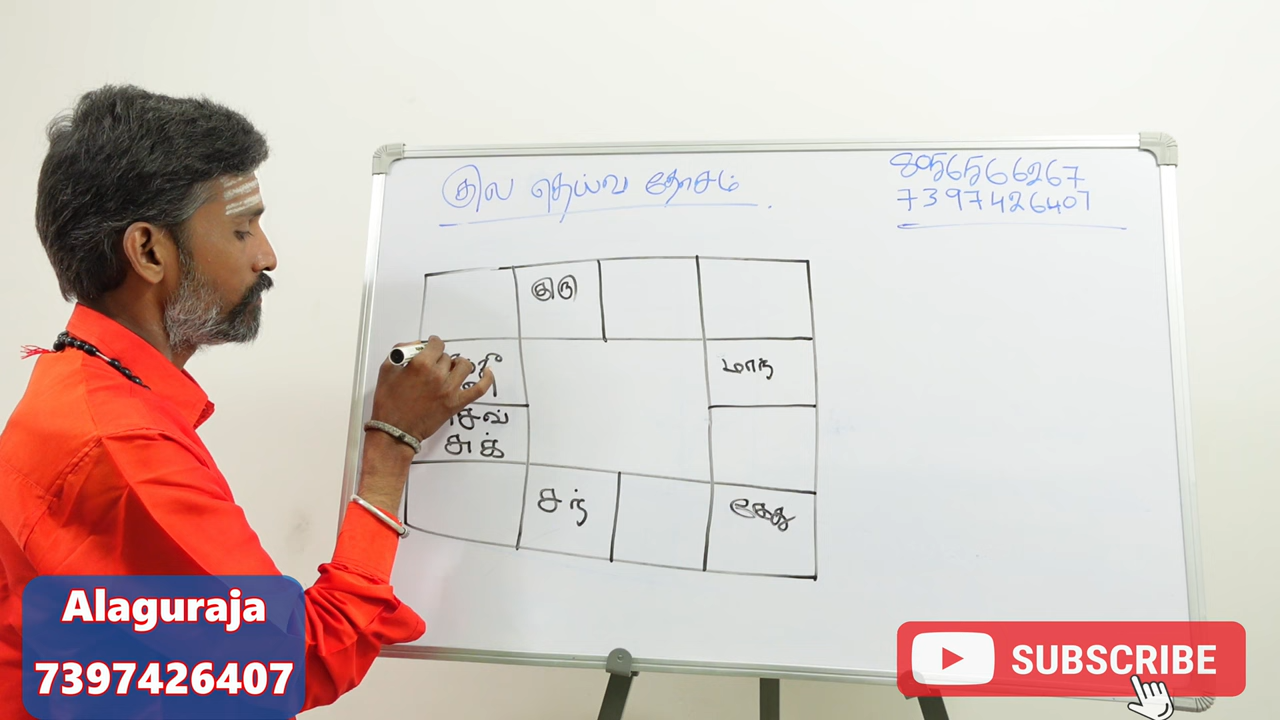 குல தெய்வ தோசம்
8056566267
7397426407
குரு
மாந்
செவ்
சுக்
சந்
கேது
Alaguraja
7397426407
SUBSCRIBE